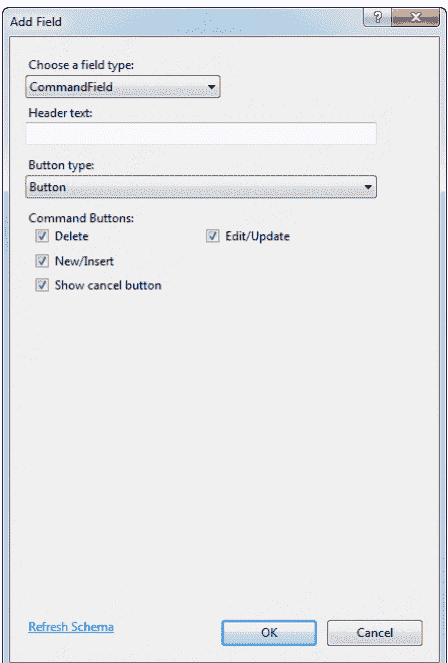 Add Field
?
Choose a field type:
CommandField
Header text:
Button type:
Button
Command Buttons:
Delete Edit/Update
New/Insert
Show cancel button
Refresh Schema OK Cancel